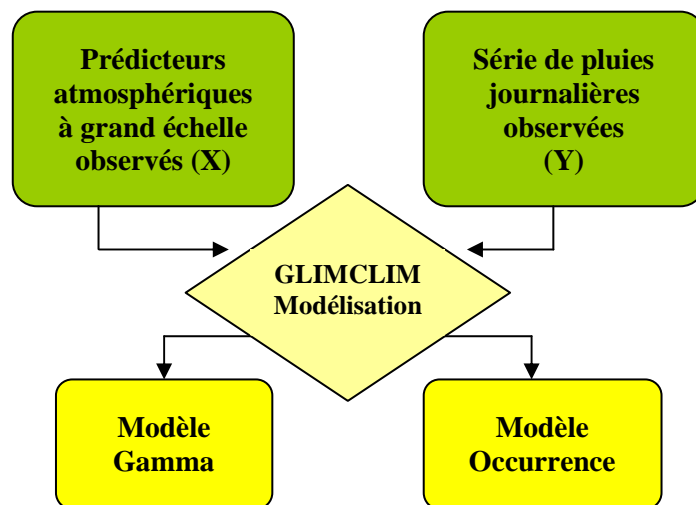 Prédicteurs
atmosphériques
à grand échelle
observés (X)
Série de pluies
journalières
observées
(Y)
GLIMCLIM
Modélisation
Modèle
Gamma
Modèle
Occurrence